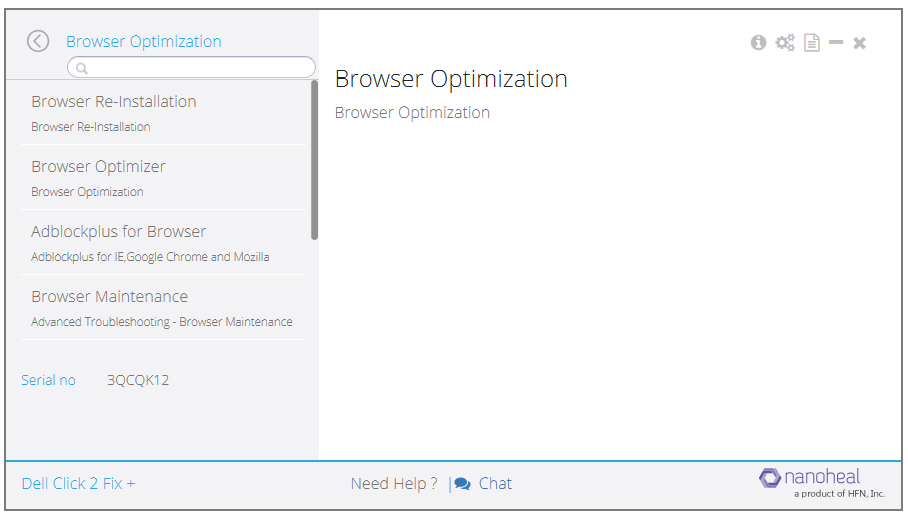 Browser Optimization
Browser Re-Installation
Browser Re-Installation
Browser Optimizer
Browser Optimization
Adblockplus for Browser
Adblockplus for IE,Google Chrome and Mozilla
Browser Maintenance
Advanced Troubleshooting - Browser Maintenance
Serial no 3QCQK12
Browser Optimization
Browser Optimization
Dell Click 2 Fix +
Need Help ? | Chat
nanoheal
a product of HFN, Inc.